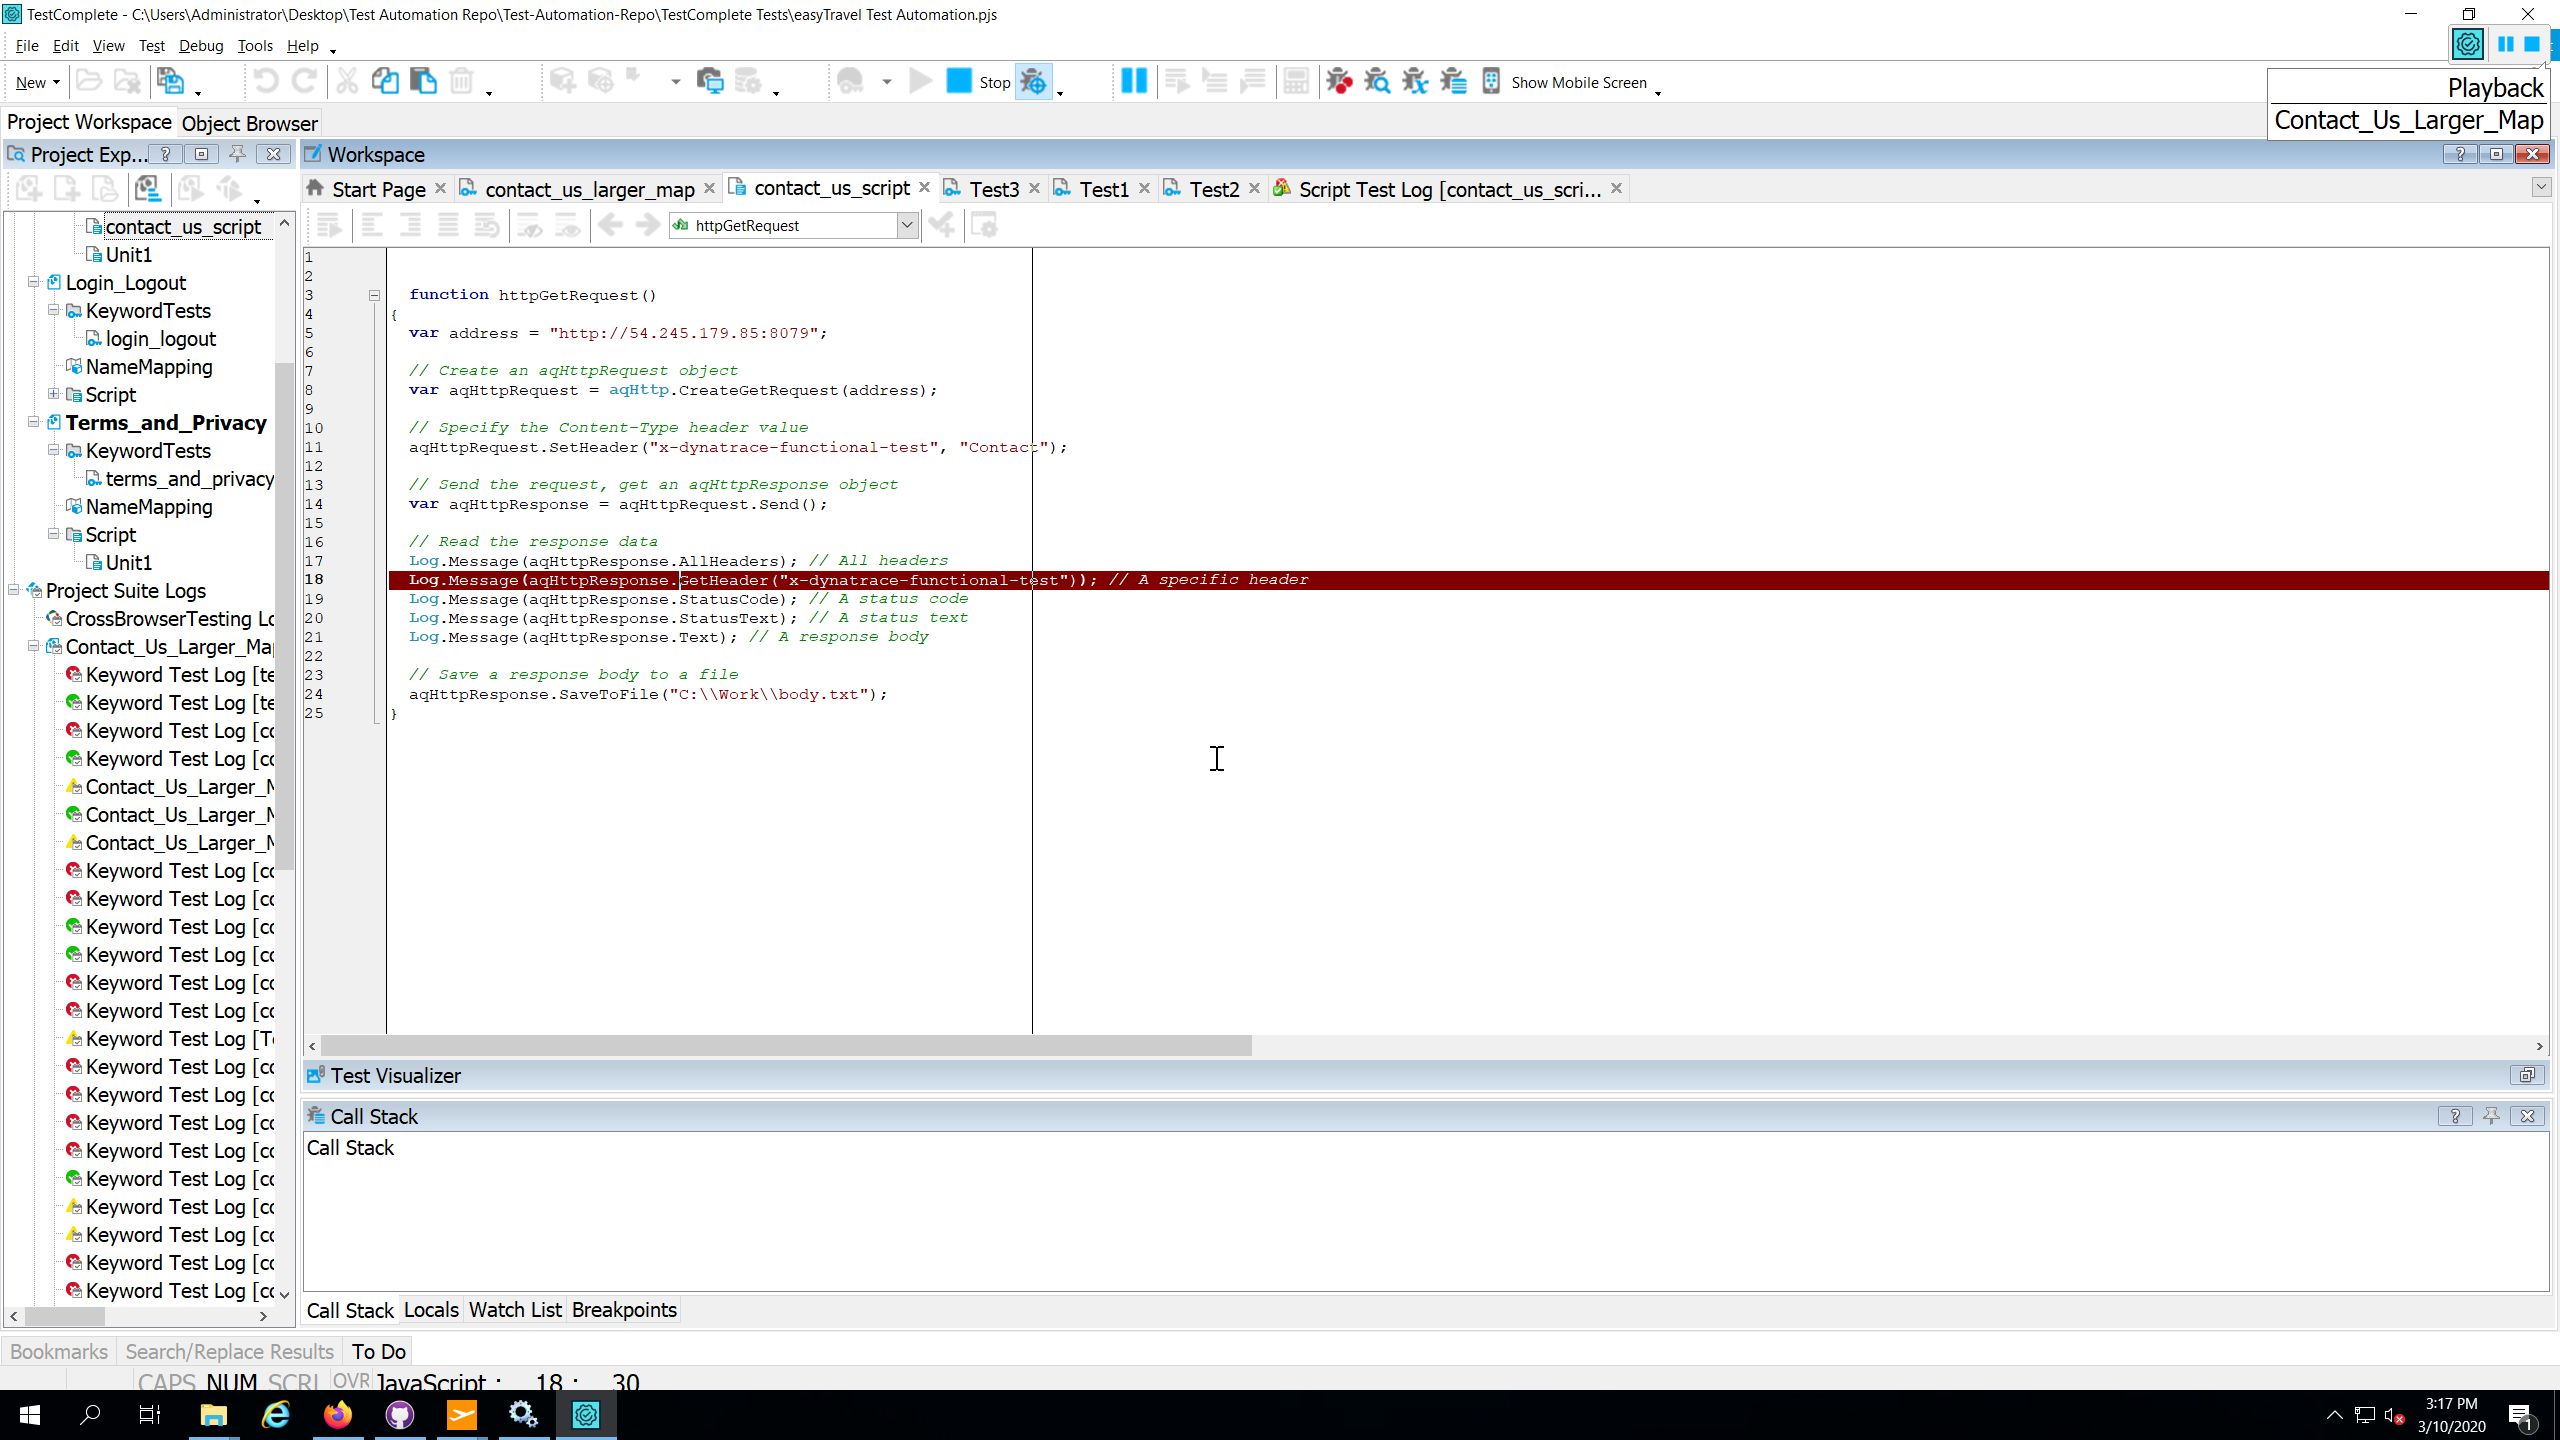 TestComplete - C:\Users\Administrator\Desktop\Test Automation Repo\Test-Automation-Repo\TestComplete Tests\easyTravel Test Automation.pjs
File Edit View Test Debug Tools Help
New Stop Show Mobile Screen
Playback
Contact_Us_Larger_Map
Project Workspace Object Browser
Project Exp...
Workspace
Start Page contact_us_larger_map contact_us_script Test3 Test1 Test2 Script Test Log [contact_us_scri...
httpGetRequest
contact_us_script
Unit1
Login_Logout
KeywordTests
login_logout
NameMapping
Script
Terms_and_Privacy
KeywordTests
terms_and_privacy
NameMapping
Script
Unit1
Project Suite Logs
CrossBrowserTesting Lo
Contact_Us_Larger_Ma
Keyword Test Log [te
Keyword Test Log [te
Keyword Test Log [co
Keyword Test Log [co
Contact_Us_Larger_M
Contact_Us_Larger_M
Contact_Us_Larger_M
Keyword Test Log [co
Keyword Test Log [co
Keyword Test Log [co
Keyword Test Log [co
Keyword Test Log [co
Keyword Test Log [co
Keyword Test Log [Te
Keyword Test Log [co
Keyword Test Log [co
Keyword Test Log [co
Keyword Test Log [co
Keyword Test Log [co
Keyword Test Log [co
Keyword Test Log [co
Keyword Test Log [co
Keyword Test Log [co
1
2
3 function httpGetRequest()
4 {
5 var address = "http://54.245.179.85:8079";
6
7 // Create an aqHttpRequest object
8 var aqHttpRequest = aqHttp.CreateGetRequest(address);
9
10 // Specify the Content-Type header value
11 aqHttpRequest.SetHeader("x-dynatrace-functional-test", "Contact");
12
13 // Send the request, get an aqHttpResponse object
14 var aqHttpResponse = aqHttpRequest.Send();
15
16 // Read the response data
17 Log.Message(aqHttpResponse.AllHeaders); // All headers
18 Log.Message(aqHttpResponse.GetHeader("x-dynatrace-functional-test")); // A specific header
19 Log.Message(aqHttpResponse.StatusCode); // A status code
20 Log.Message(aqHttpResponse.StatusText); // A status text
21 Log.Message(aqHttpResponse.Text); // A response body
22
23 // Save a response body to a file
24 aqHttpResponse.SaveToFile("C:\\Work\\body.txt");
25 }
Test Visualizer
Call Stack
Call Stack
Call Stack Locals Watch List Breakpoints
Bookmarks Search/Replace Results To Do
CAPS NUM SCRL OVR JavaScript : 18 : 30
3:17 PM
3/10/2020
1